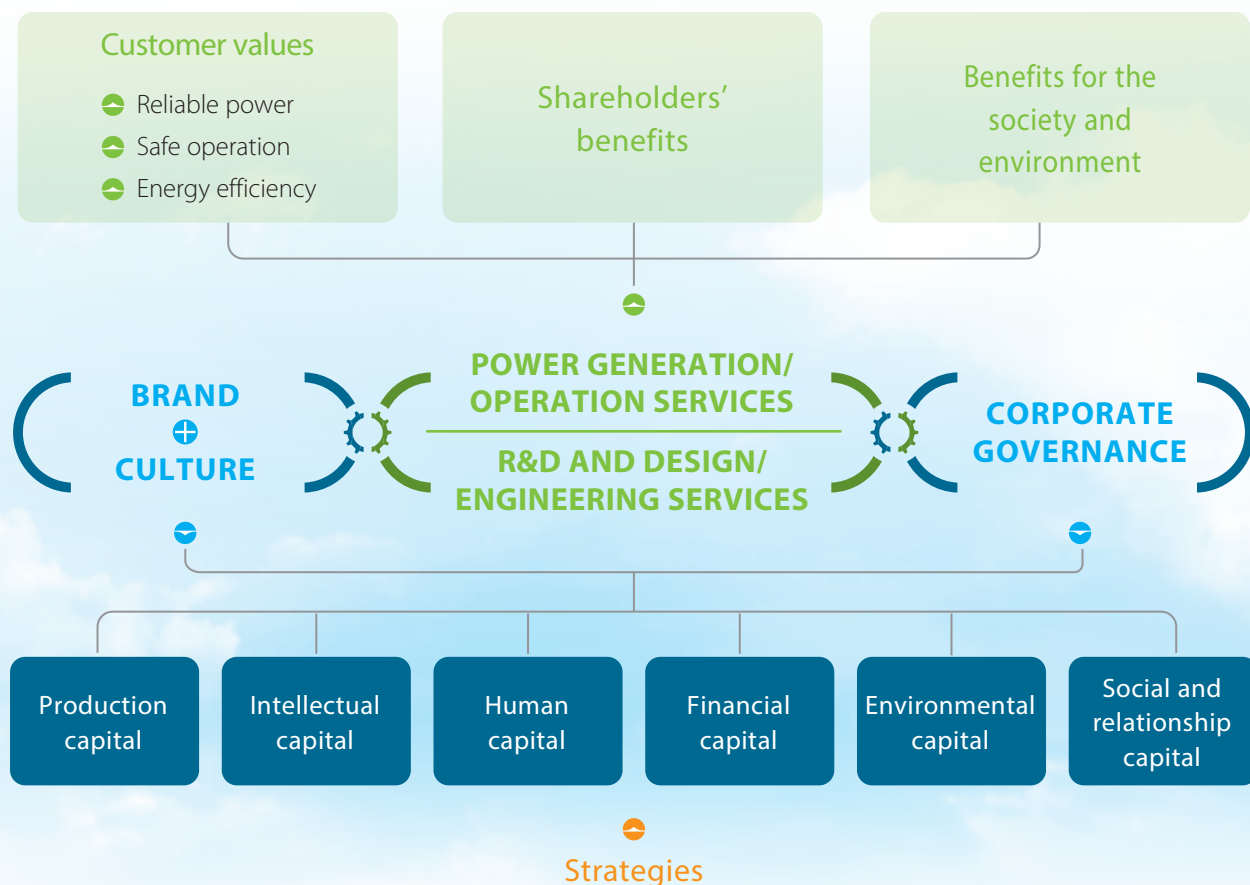 Customer values
Reliable power
Safe operation
Energy efficiency
Shareholders’
benefits
Benefits for the
society and
environment
BRAND
CULTURE
POWER GENERATION/
OPERATION SERVICES
R&D AND DESIGN/
ENGINEERING SERVICES
CORPORATE
GOVERNANCE
Production
capital
Intellectual
capital
Human
capital
Financial
capital
Environmental
capital
Social and
relationship
capital
Strategies